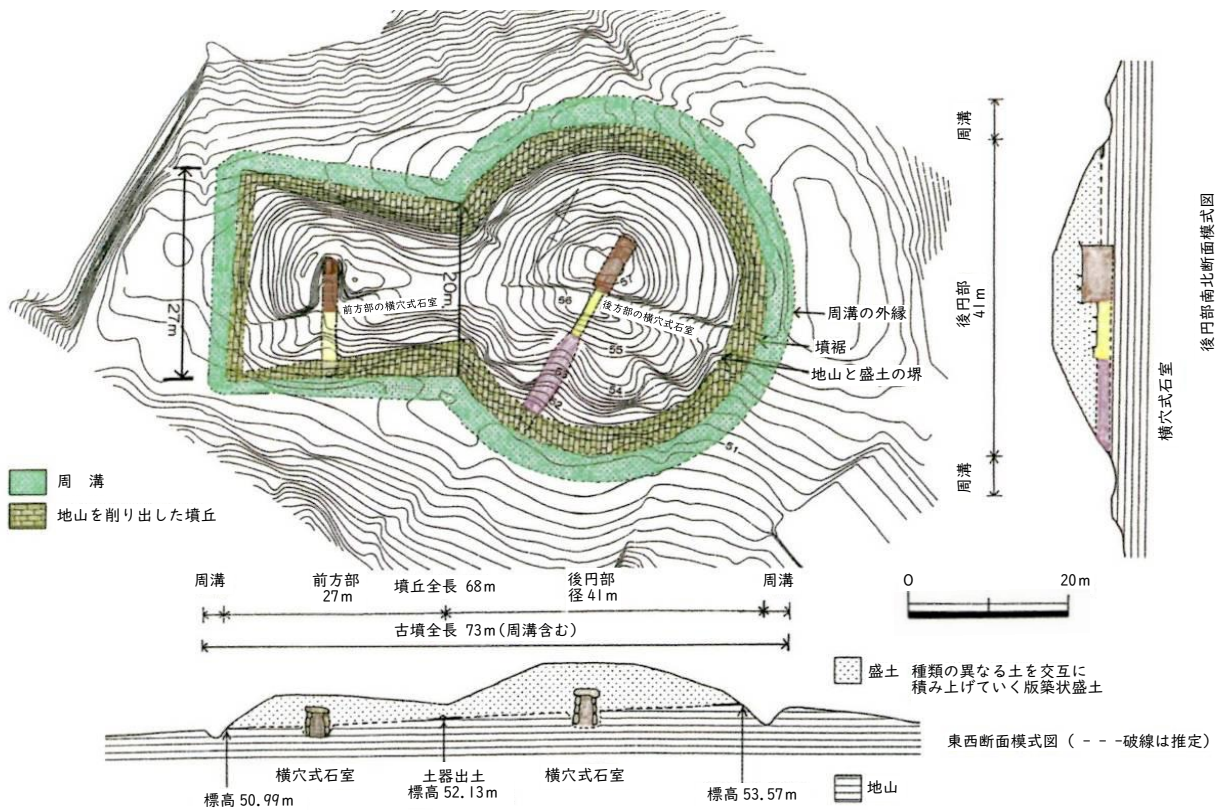 27m
20m
前方部の横穴式石室
後方部の横穴式石室
51
56
55
54
53
52
51
周溝の外縁
墳裾
地山と盛土の堺
周溝
後円部
41m
周溝
横穴式石室
後円部南北断面模式図
周 溝
地山を削り出した墳丘
周溝
前方部
27m
墳丘全長 68m
後円部
径41m
周溝
古墳全長 73m(周溝含む)
0
20m
盛土 種類の異なる土を交互に
積み上げていく版築状盛土
東西断面模式図( - - -破線は推定)
横穴式石室
土器出土
横穴式石室
標高 50.99m
標高 52.13m
標高 53.57m
地山